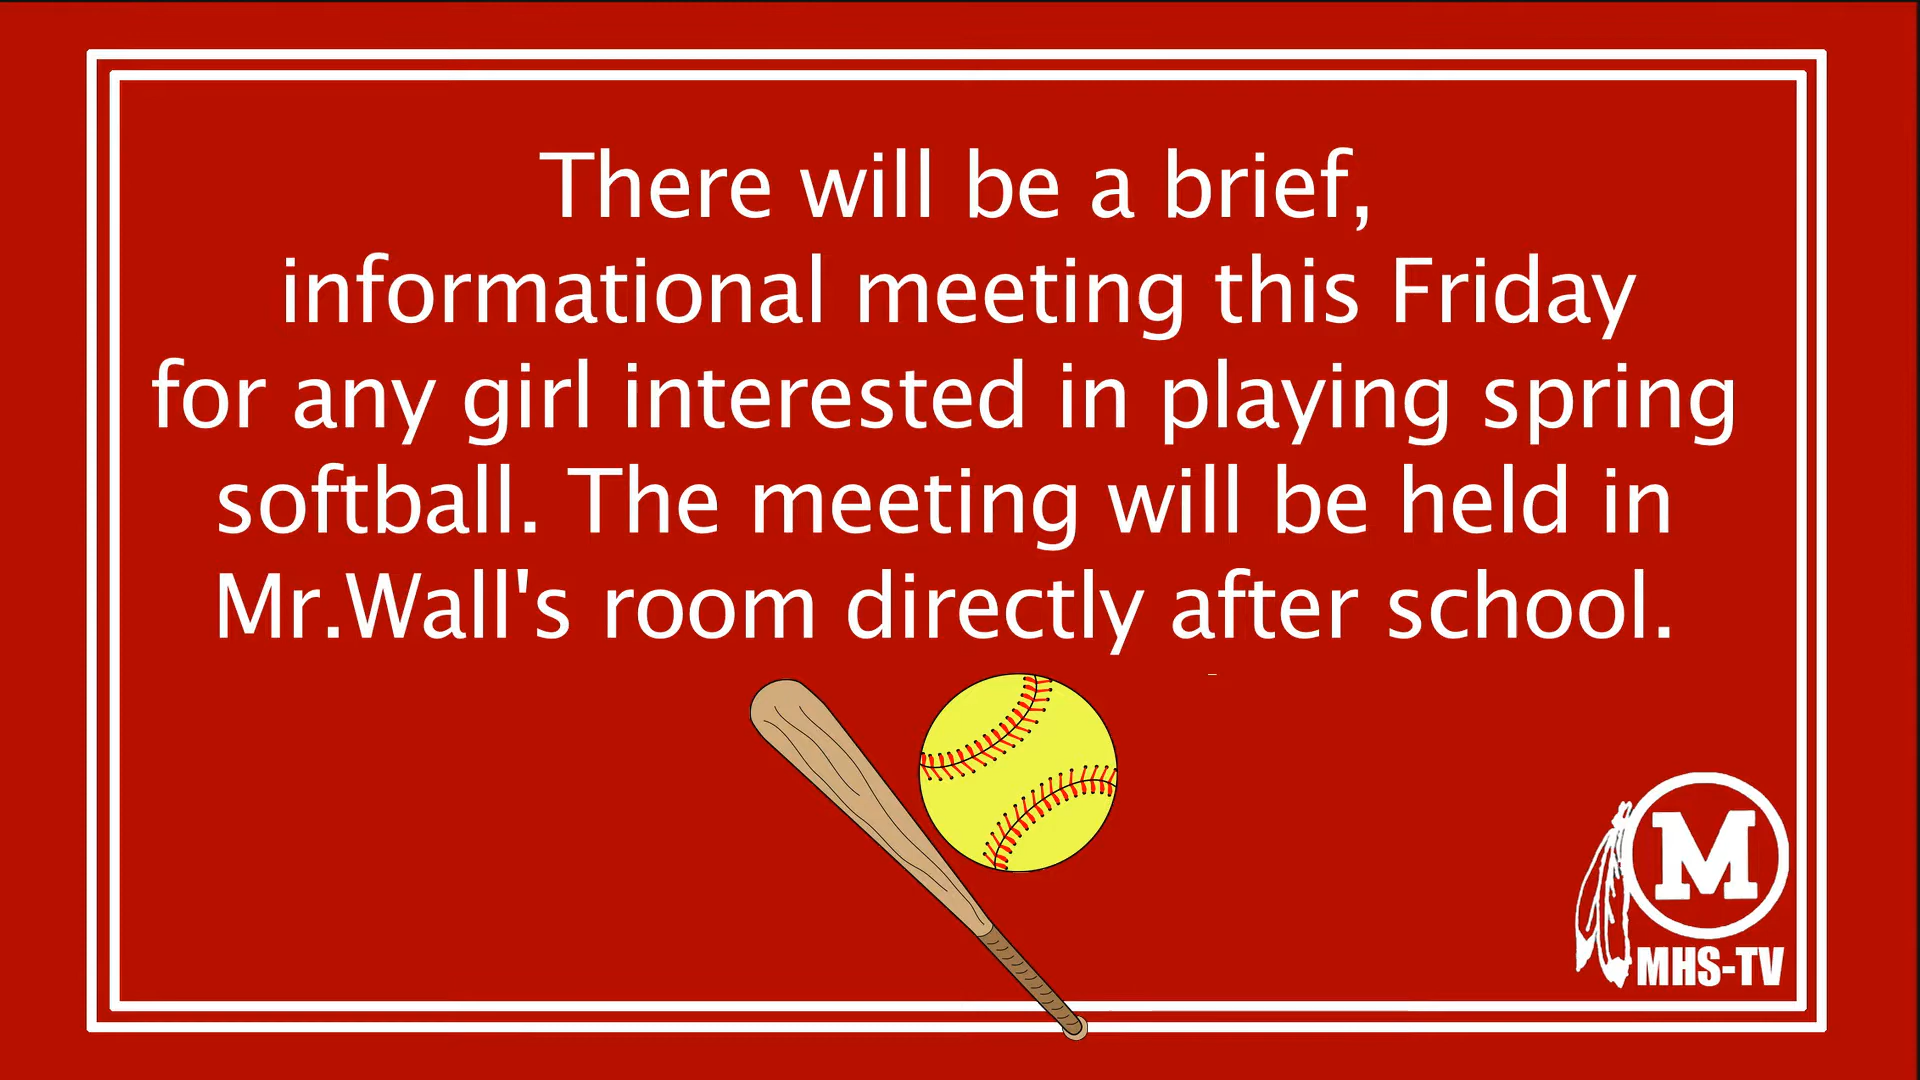 There will be a brief,
informational meeting this Friday
for any girl interested in playing spring
softball. The meeting will be held in
Mr.Wall's room directly after school.
M
MHS-TV